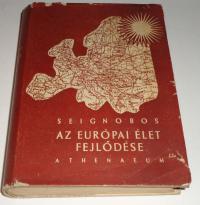 SEIGNOBOS
AZ EURÓPAI ÉLET
FEJLŐDÉSE
ATHENAEUM